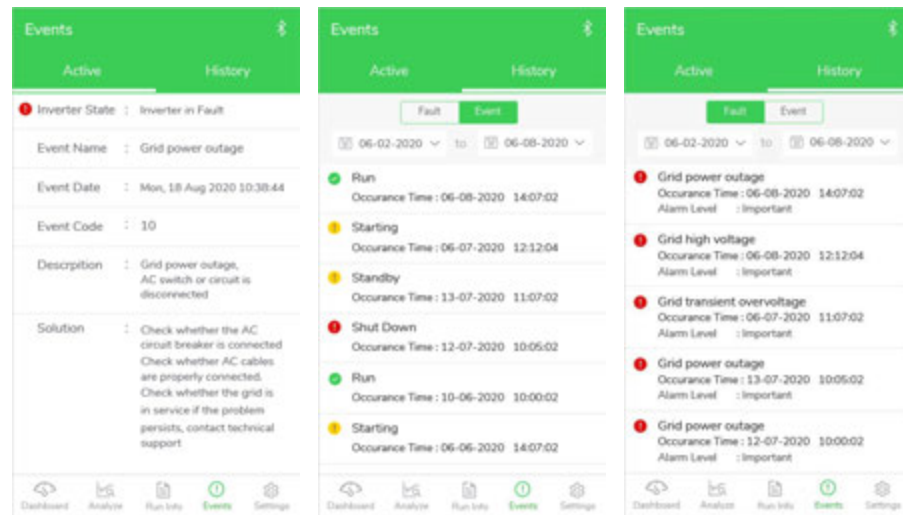 Events
Active History
Inverter State : Inverter in Fault
Event Name : Grid power outage
Event Date : Mon, 18 Aug 2020 10:38:44
Event Code : 10
Descrpition : Grid power outage,
AC switch or circuit is
disconnected
Solution : Check whether the AC
circuit breaker is connected
Check whether AC cables
are properly connected.
Check whether the grid is
in service if the problem
persists, contact technical
support
Dashboard Analyze Run Info Events Settings
Events
Active History
Fault Event
06-02-2020 to 06-08-2020
Run
Occurance Time : 06-08-2020 14:07:02
Starting
Occurance Time : 06-07-2020 12:12:04
Standby
Occurance Time : 13-07-2020 11:07:02
Shut Down
Occurance Time : 12-07-2020 10:05:02
Run
Occurance Time : 10-06-2020 10:00:02
Starting
Occurance Time : 06-06-2020 14:07:02
Dashboard Analyze Run Info Events Settings
Events
Active History
Fault Event
06-02-2020 to 06-08-2020
Grid power outage
Occurance Time : 06-08-2020 14:07:02
Alarm Level : Important
Grid high voltage
Occurance Time : 06-08-2020 12:12:04
Alarm Level : Important
Grid transient overvoltage
Occurance Time : 06-07-2020 11:07:02
Alarm Level : Important
Grid power outage
Occurance Time : 13-07-2020 10:05:02
Alarm Level : Important
Grid power outage
Occurance Time : 12-07-2020 10:00:02
Alarm Level : Important
Dashboard Analyze Run Info Events Settings